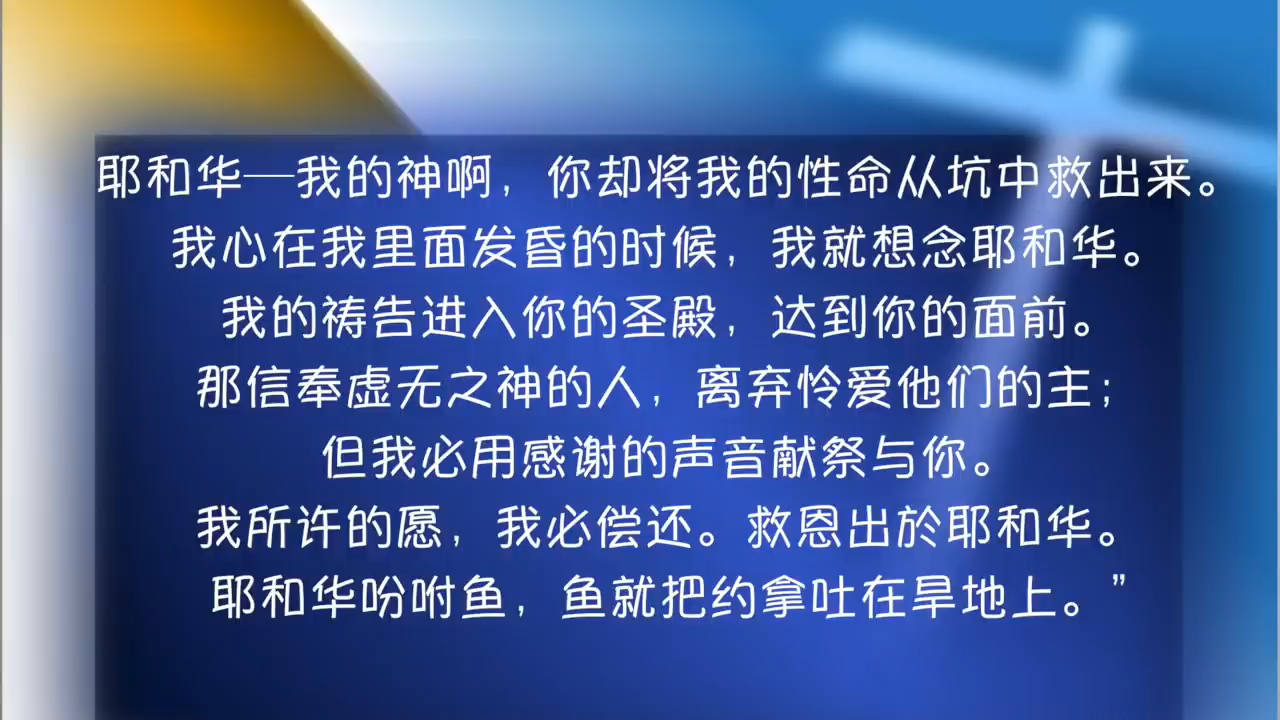 耶和华—我的神啊，你却将我的性命从坑中救出来。
我心在我里面发昏的时候，我就想念耶和华。
我的祷告进入你的圣殿，达到你的面前。
那信奉虚无之神的人，离弃怜爱他们的主；
但我必用感谢的声音献祭与你。
我所许的愿，我必偿还。救恩出於耶和华。
耶和华吩咐鱼，鱼就把约拿吐在旱地上。”